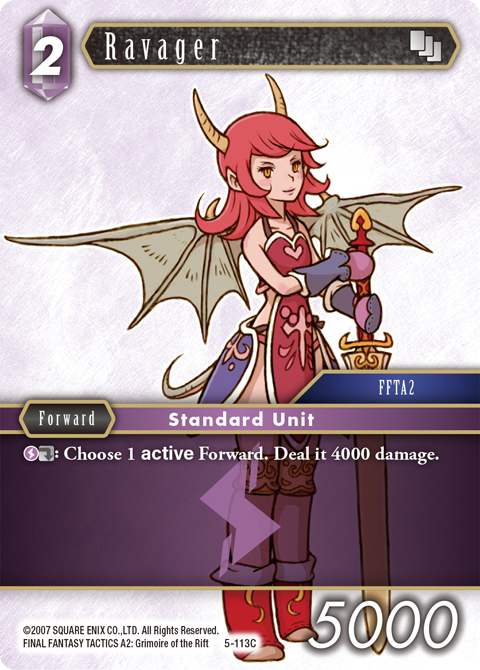 2
Ravager
FFTA2
Forward
Standard Unit
: Choose 1 active Forward. Deal it 4000 damage.
©2007 SQUARE ENIX CO.,LTD. All Rights Reserved.
FINAL FANTASY TACTICS A2: Grimoire of the Rift 5-113C
5000